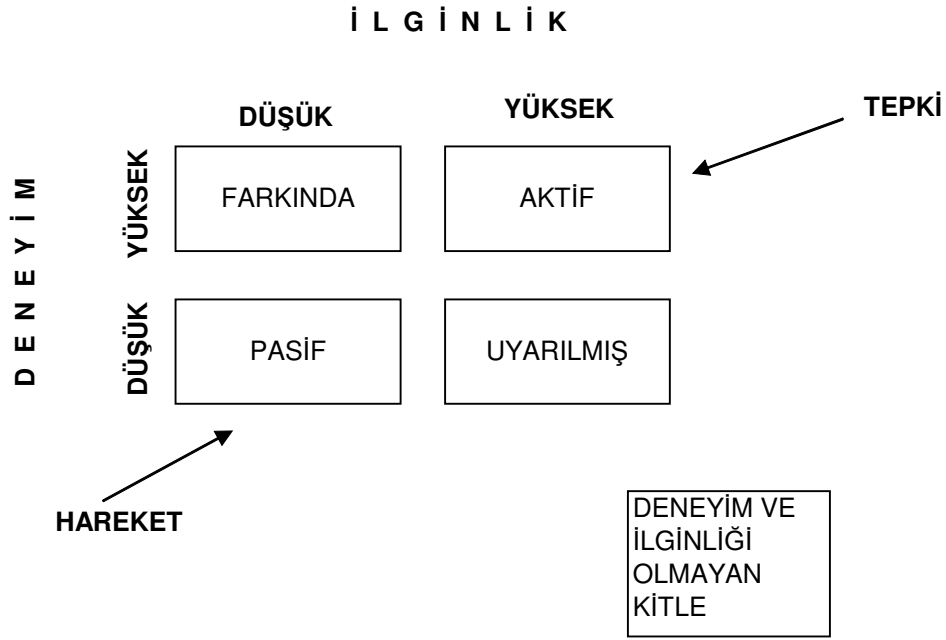 İ L G İ N L İ K
DÜŞÜK
YÜKSEK
TEPKİ
D E N E Y İ M
YÜKSEK
FARKINDA
AKTİF
DÜŞÜK
PASİF
UYARILMIŞ
HAREKET
DENEYİM VE
İLGİNLİĞİ
OLMAYAN
KİTLE